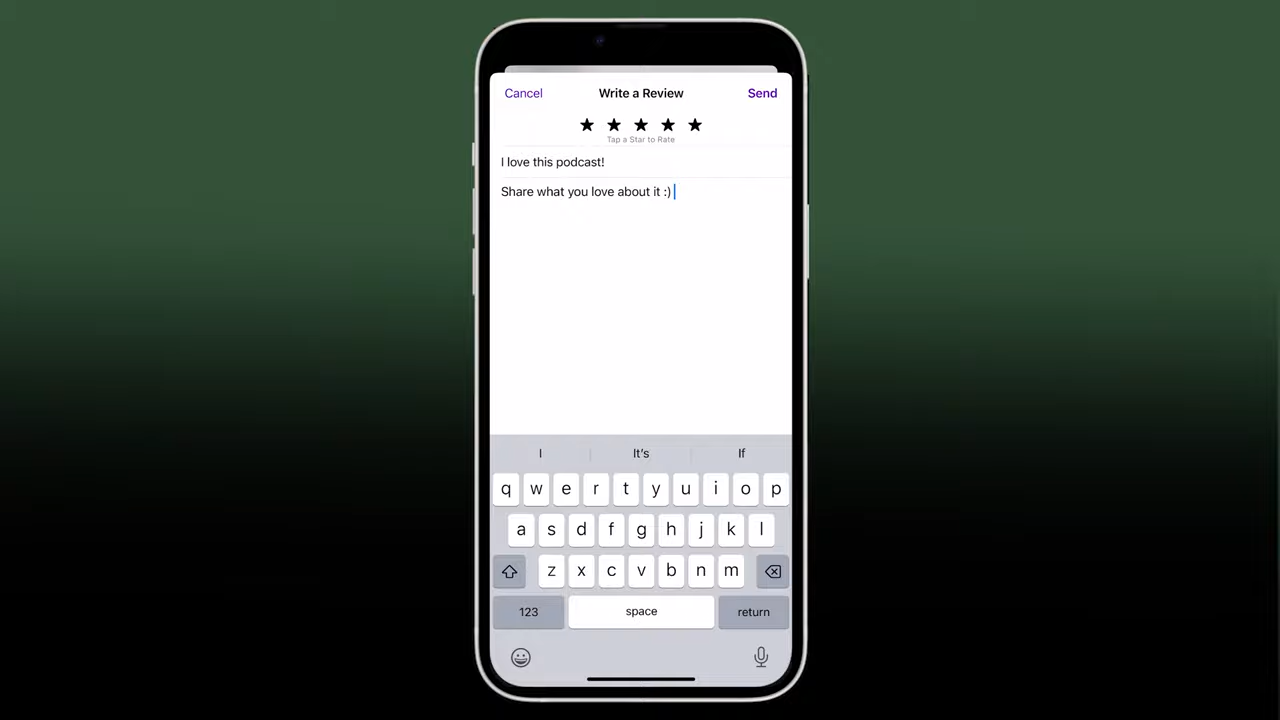 Cancel Write a Review Send
Tap a Star to Rate
I love this podcast!
Share what you love about it :)
I It's If
q w e r t y u i o p
a s d f g h j k l
z x c v b n m
123 space return